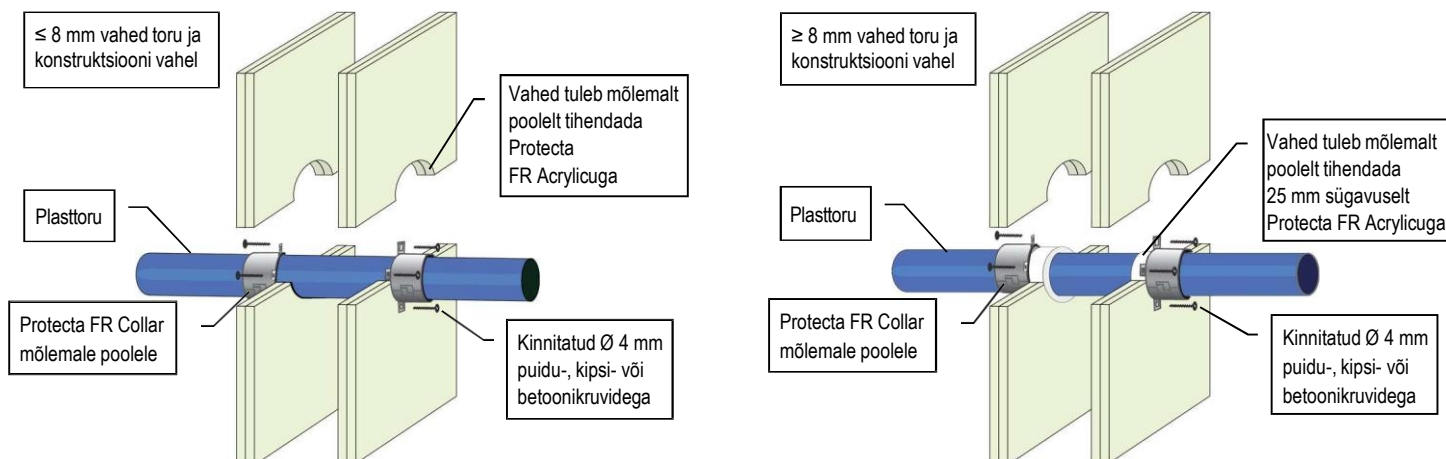 ≤ 8 mm vahed toru ja
konstruktsiooni vahel
Vahed tuleb mõlemalt
poolelt tihendada
Protecta
FR Acrylicuga
Plasttoru
Protecta FR Collar
mõlemale poolele
Kinnitatud Ø 4 mm
puidu-, kipsi- või
betoonikruvidega
≥ 8 mm vahed toru ja
konstruktsiooni vahel
Vahed tuleb mõlemalt
poolelt tihendada
25 mm sügavuselt
Protecta FR Acrylicuga
Plasttoru
Protecta FR Collar
mõlemale poolele
Kinnitatud Ø 4 mm
puidu-, kipsi- või
betoonikruvidega